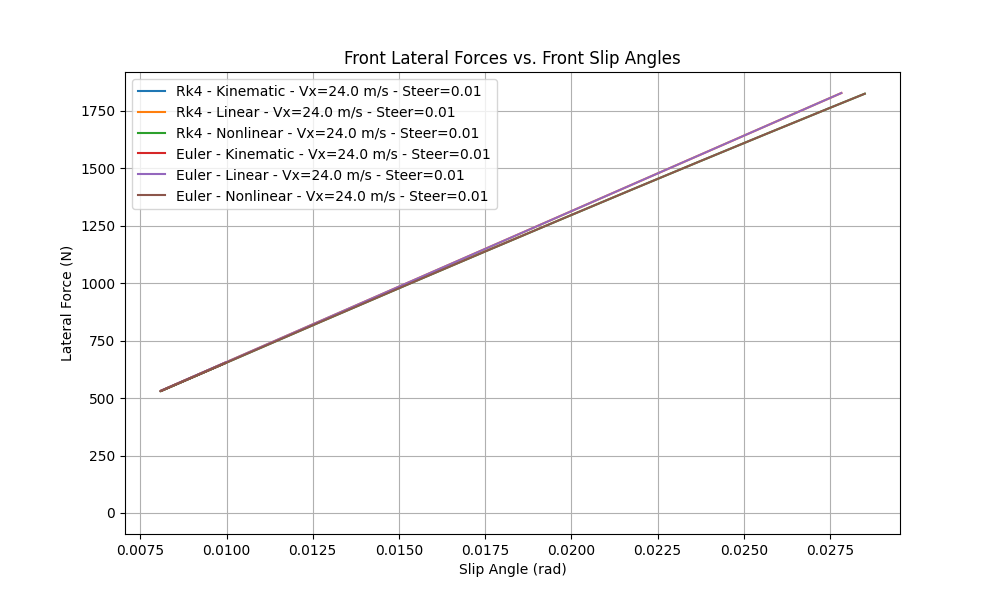 Front Lateral Forces vs. Front Slip Angles
Rk4 - Kinematic - Vx=24.0 m/s - Steer=0.01
Rk4 - Linear - Vx=24.0 m/s - Steer=0.01
Rk4 - Nonlinear - Vx=24.0 m/s - Steer=0.01
Euler - Kinematic - Vx=24.0 m/s - Steer=0.01
Euler - Linear - Vx=24.0 m/s - Steer=0.01
Euler - Nonlinear - Vx=24.0 m/s - Steer=0.01
Lateral Force (N)
1750
1500
1250
1000
750
500
250
0
0.0075 0.0100 0.0125 0.0150 0.0175 0.0200 0.0225 0.0250 0.0275
Slip Angle (rad)